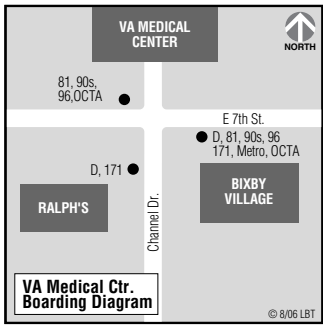 VA MEDICAL
CENTER
NORTH
81, 90s,
96,OCTA
E 7th St.
D, 81, 90s, 96
171, Metro, OCTA
D, 171
BIXBY
VILLAGE
RALPH'S
Channel Dr.
VA Medical Ctr.
Boarding Diagram
© 8/06 LBT